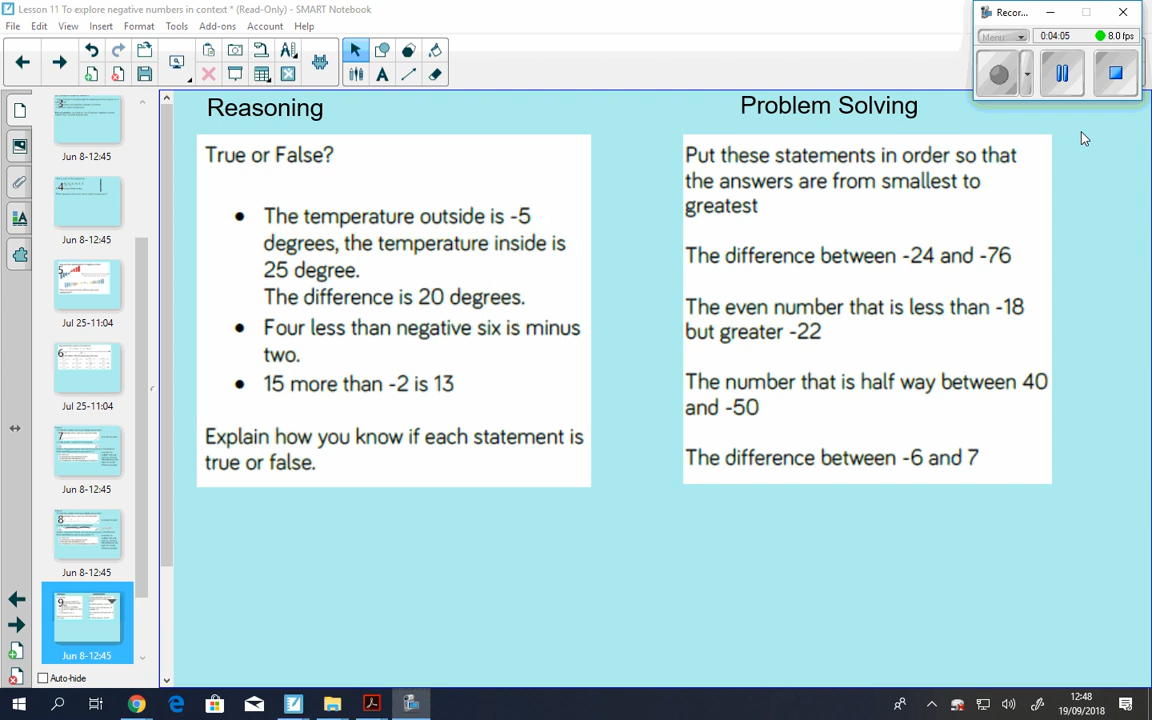 Lesson 11 To explore negative numbers in context * (Read-Only) - SMART Notebook
File Edit View Insert Format Tools Add-ons Account Help
Recor...
Menu 0:04:05 8.0 fps
Reasoning
True or False?
The temperature outside is -5
degrees, the temperature inside is
25 degree.
The difference is 20 degrees.
Four less than negative six is minus
two.
15 more than -2 is 13
Explain how you know if each statement is
true or false.
Problem Solving
Put these statements in order so that
the answers are from smallest to
greatest
The difference between -24 and -76
The even number that is less than -18
but greater -22
The number that is half way between 40
and -50
The difference between -6 and 7
3
Jun 8-12:45
4
Jun 8-12:45
5
Jul 25-11:04
6
Jul 25-11:04
7
Jun 8-12:45
8
Jun 8-12:45
9
Jun 8-12:45
Auto-hide
12:48
19/09/2018